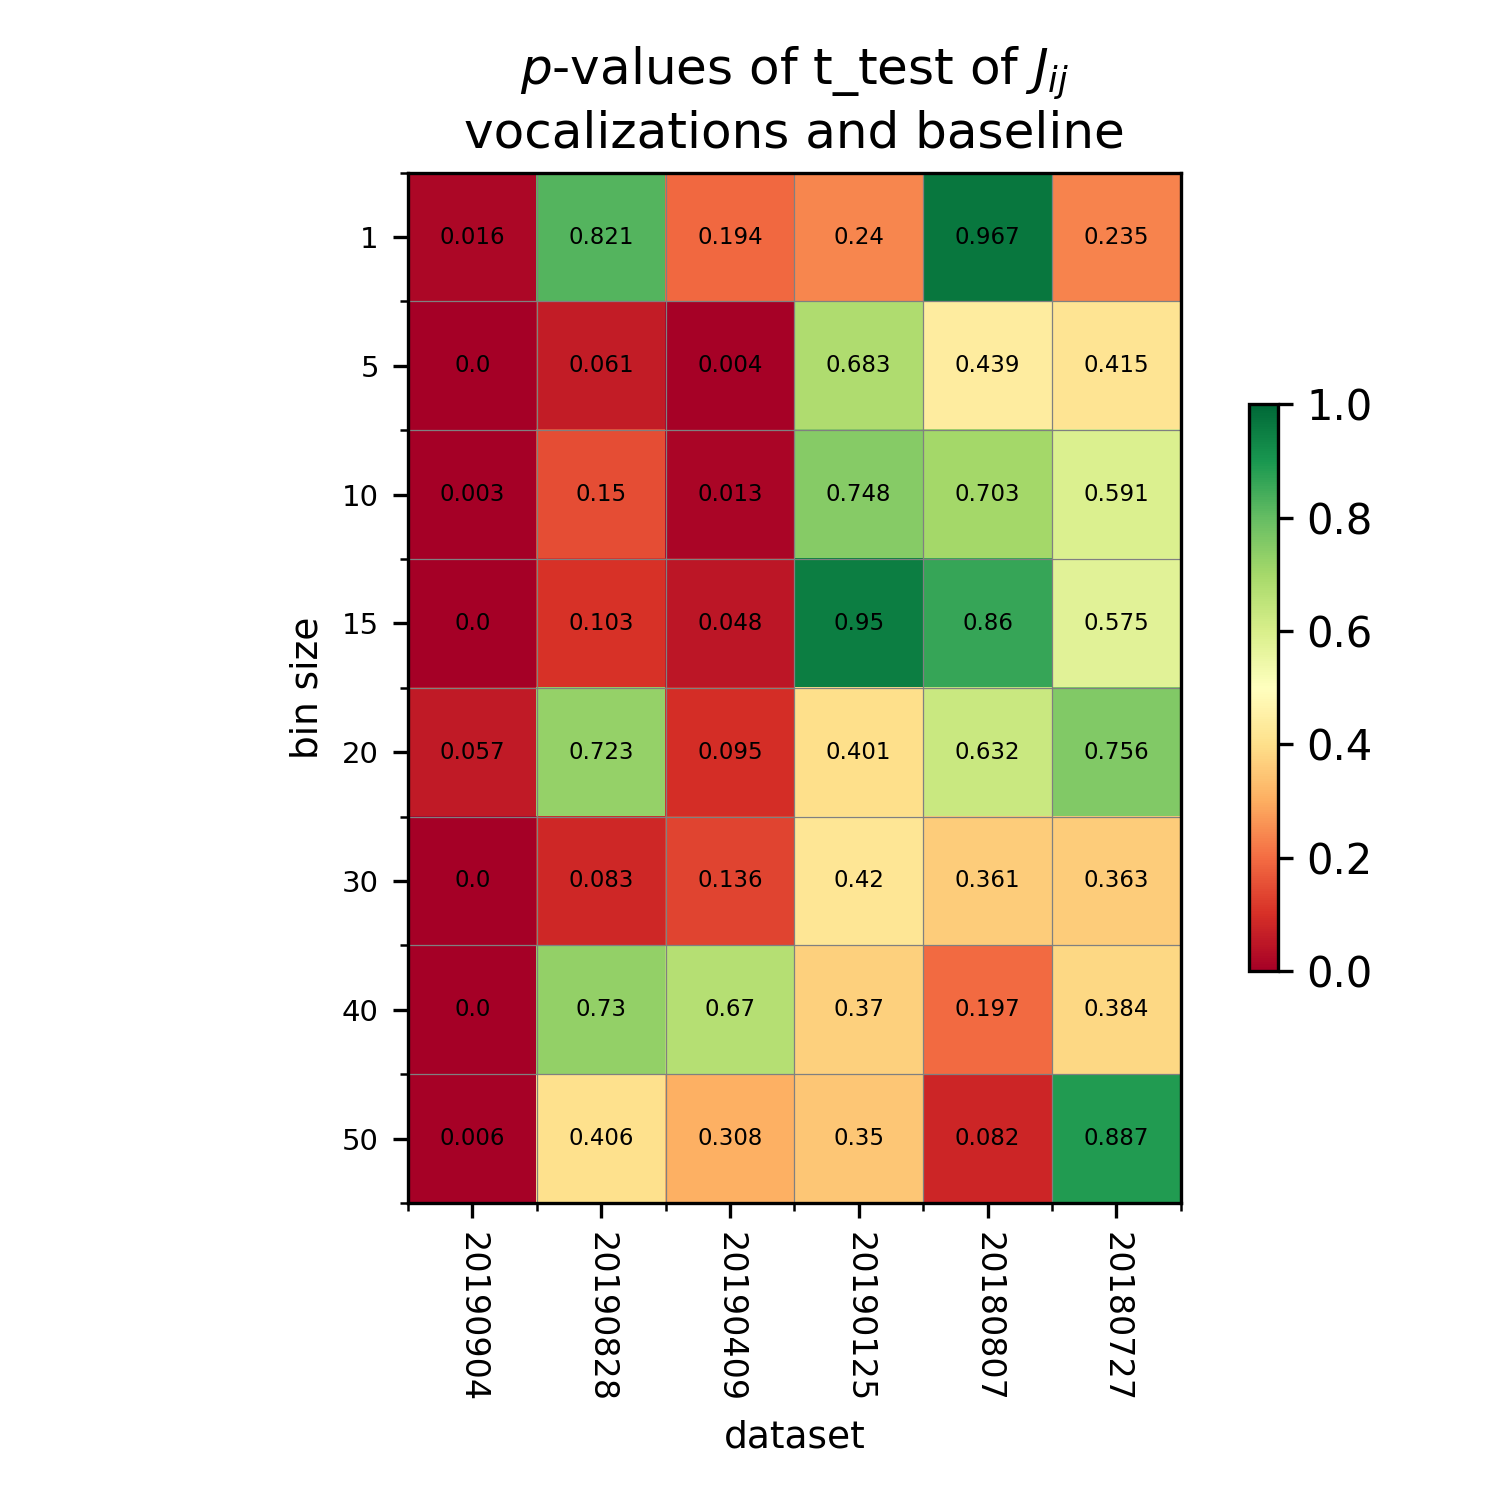 p-values of t_test of J_ij
vocalizations and baseline
bin size
1 0.016 0.821 0.194 0.24 0.967 0.235
5 0.0 0.061 0.004 0.683 0.439 0.415
10 0.003 0.15 0.013 0.748 0.703 0.591
15 0.0 0.103 0.048 0.95 0.86 0.575
20 0.057 0.723 0.095 0.401 0.632 0.756
30 0.0 0.083 0.136 0.42 0.361 0.363
40 0.0 0.73 0.67 0.37 0.197 0.384
50 0.006 0.406 0.308 0.35 0.082 0.887
20190904 20190828 20190409 20190125 20180807 20180727
dataset
1.0
0.8
0.6
0.4
0.2
0.0